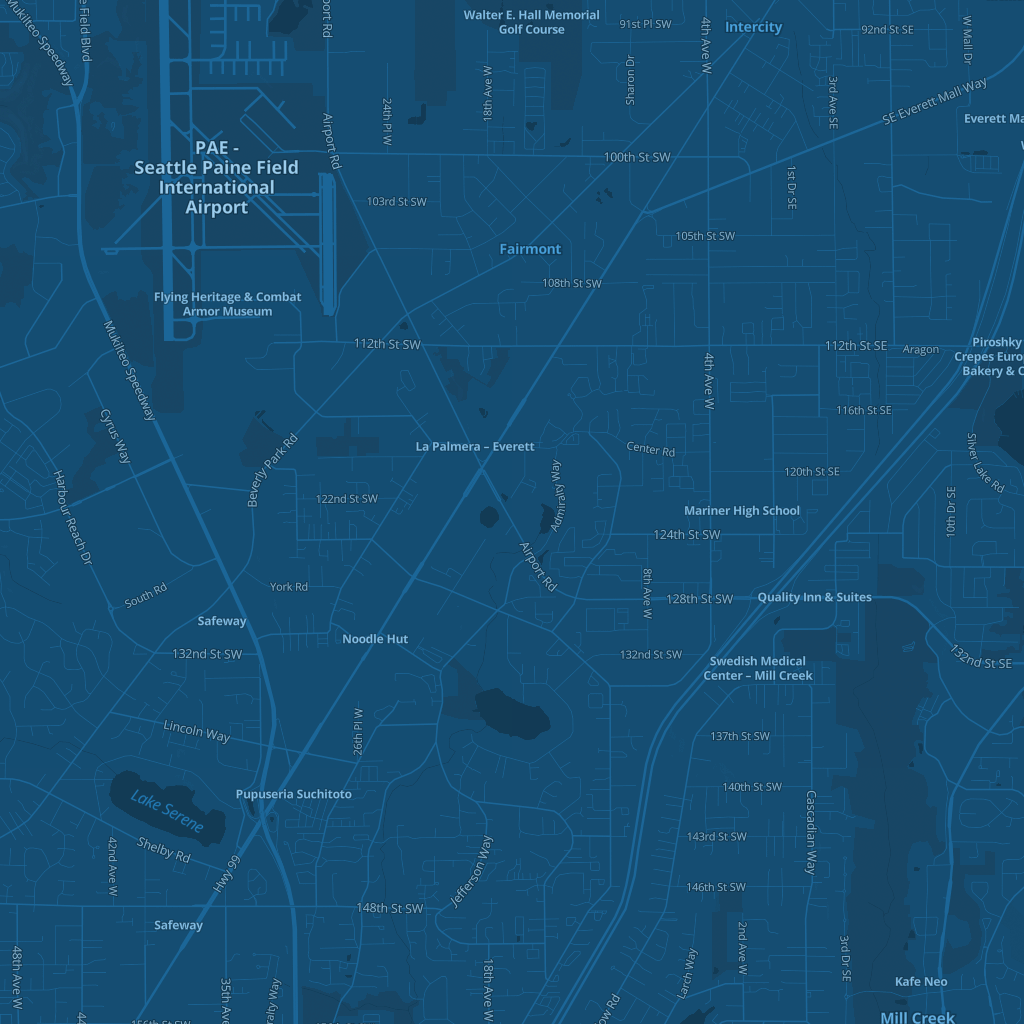 Walter E. Hall Memorial
Golf Course
91st Pl SW
4th Ave W
Intercity
92nd St SE
W Mall Dr
Mukilteo Speedway
Airport Rd
24th Pl W
18th Ave W
Sharon Dr
3rd Ave SE
SE Everett Mall Way
PAE -
Seattle Paine Field
International
Airport
100th St SW
1st Dr SE
103rd St SW
105th St SW
Fairmont
108th St SW
Flying Heritage & Combat
Armor Museum
112th St SW
112th St SE
Aragon
Piroshky
Mukilteo Speedway
4th Ave W
Cyrus Way
116th St SE
Beverly Park Rd
La Palmera – Everett
Center Rd
120th St SE
Silver Lake Rd
Harbour Reach Dr
122nd St SW
Admiralty Way
Mariner High School
10th Dr SE
124th St SW
Airport Rd
South Rd
York Rd
8th Ave W
128th St SW
Quality Inn & Suites
Safeway
Noodle Hut
132nd St SW
132nd St SW
132nd St SE
Swedish Medical
Center – Mill Creek
Lincoln Way
26th Pl W
137th St SW
Lake Serene
Pupuseria Suchitoto
140th St SW
Cascadian Way
42nd Ave W
Shelby Rd
Hwy 99
143rd St SW
Jefferson Way
146th St SW
148th St SW
Safeway
48th Ave W
35th Ave
18th Ave W
Larch Way
2nd Ave W
3rd Dr SE
Kafe Neo
Mill Creek